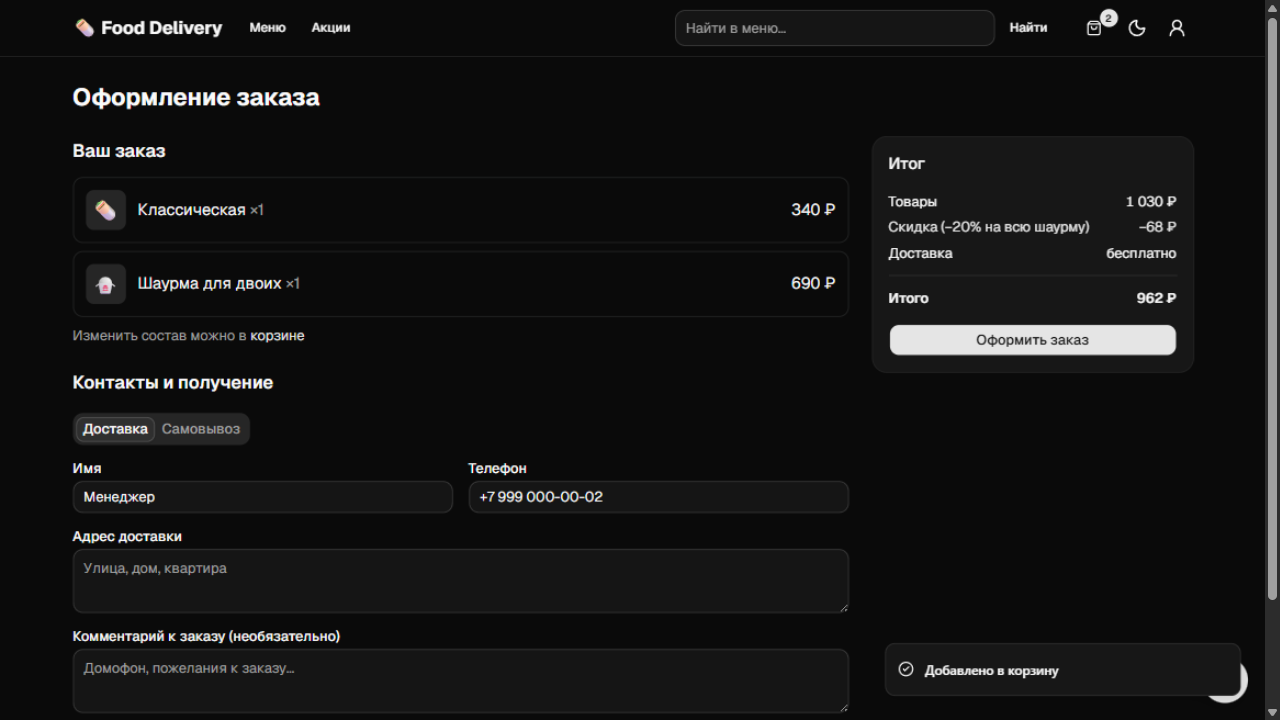 Food Delivery Меню Акции Найти в меню... Найти 2
Оформление заказа
Ваш заказ
Классическая ×1 340 ₽
Шаурма для двоих ×1 690 ₽
Изменить состав можно в корзине
Контакты и получение
Доставка Самовывоз
Имя Телефон
Менеджер +7 999 000-00-02
Адрес доставки
Улица, дом, квартира
Комментарий к заказу (необязательно)
Домофон, пожелания к заказу...
Итог
Товары 1 030 ₽
Скидка (−20% на всю шаурму) −68 ₽
Доставка бесплатно
Итого 962 ₽
Оформить заказ
Добавлено в корзину